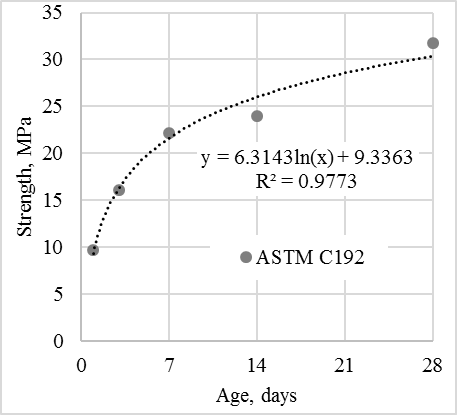 35
30
25
20
15
10
5
0
Strength, MPa
y = 6.3143ln(x) + 9.3363
R² = 0.9773
ASTM C192
0 7 14 21 28
Age, days